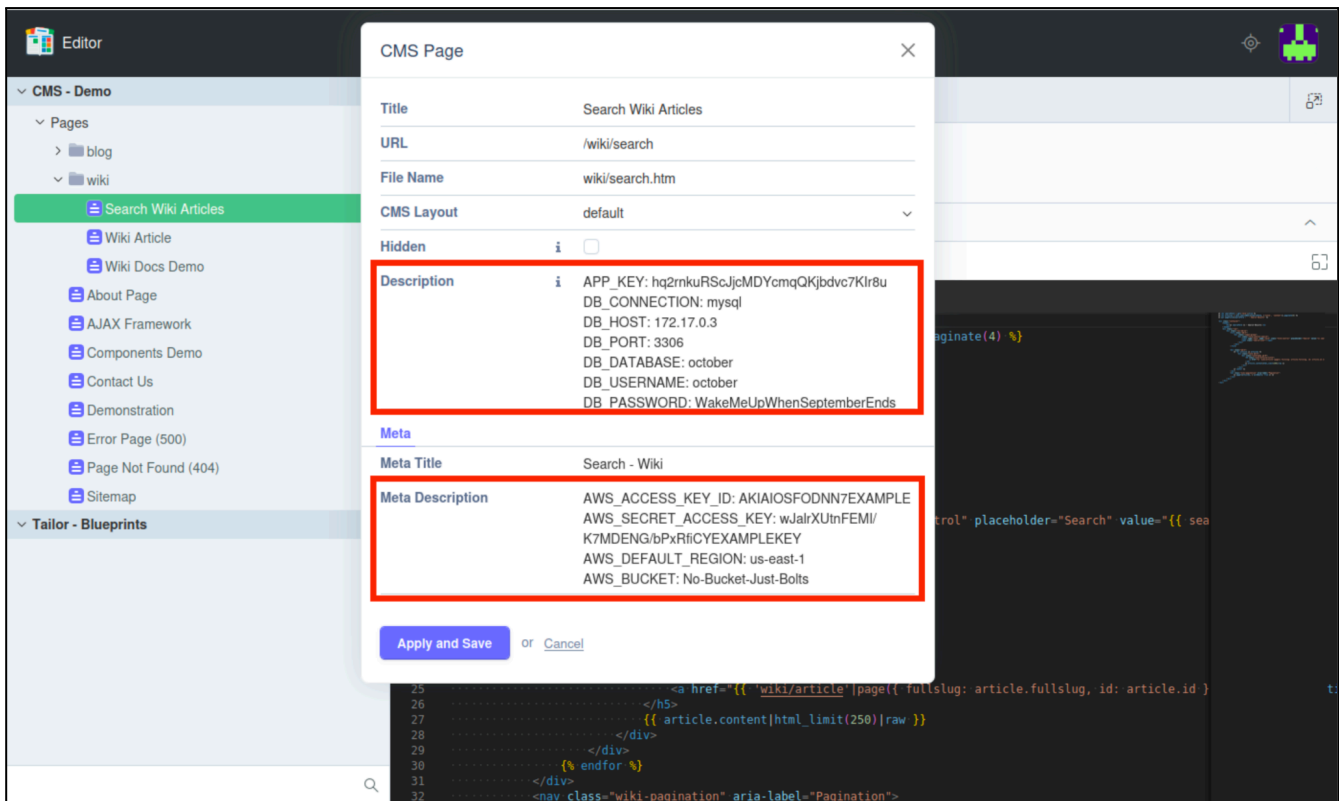 Editor
CMS - Demo
Pages
blog
wiki
Search Wiki Articles
Wiki Article
Wiki Docs Demo
About Page
AJAX Framework
Components Demo
Contact Us
Demonstration
Error Page (500)
Page Not Found (404)
Sitemap
Tailor - Blueprints
CMS Page
Title Search Wiki Articles
URL /wiki/search
File Name wiki/search.htm
CMS Layout default
Hidden i
Description i APP_KEY: hq2rnkuRScJjcMDYcmqQKjbdvc7KIr8u
DB_CONNECTION: mysql
DB_HOST: 172.17.0.3
DB_PORT: 3306
DB_DATABASE: october
DB_USERNAME: october
DB_PASSWORD: WakeMeUpWhenSeptemberEnds
Meta
Meta Title Search - Wiki
Meta Description AWS_ACCESS_KEY_ID: AKIAIOSFODNN7EXAMPLE
AWS_SECRET_ACCESS_KEY: wJalrXUtnFEMI/
K7MDENG/bPxRfiCYEXAMPLEKEY
AWS_DEFAULT_REGION: us-east-1
AWS_BUCKET: No-Bucket-Just-Bolts
Apply and Save or Cancel
aginate(4) %}
trol" placeholder="Search" value="{{ sea
25 <a href="{{ 'wiki/article'|page({ fullslug: article.fullslug, id: article.id }
26 </h5>
27 {{ article.content|html_limit(250)|raw }}
28 </div>
29 </div>
30 {% endfor %}
31 </div>
32 <nav class="wiki-pagination" aria-label="Pagination">